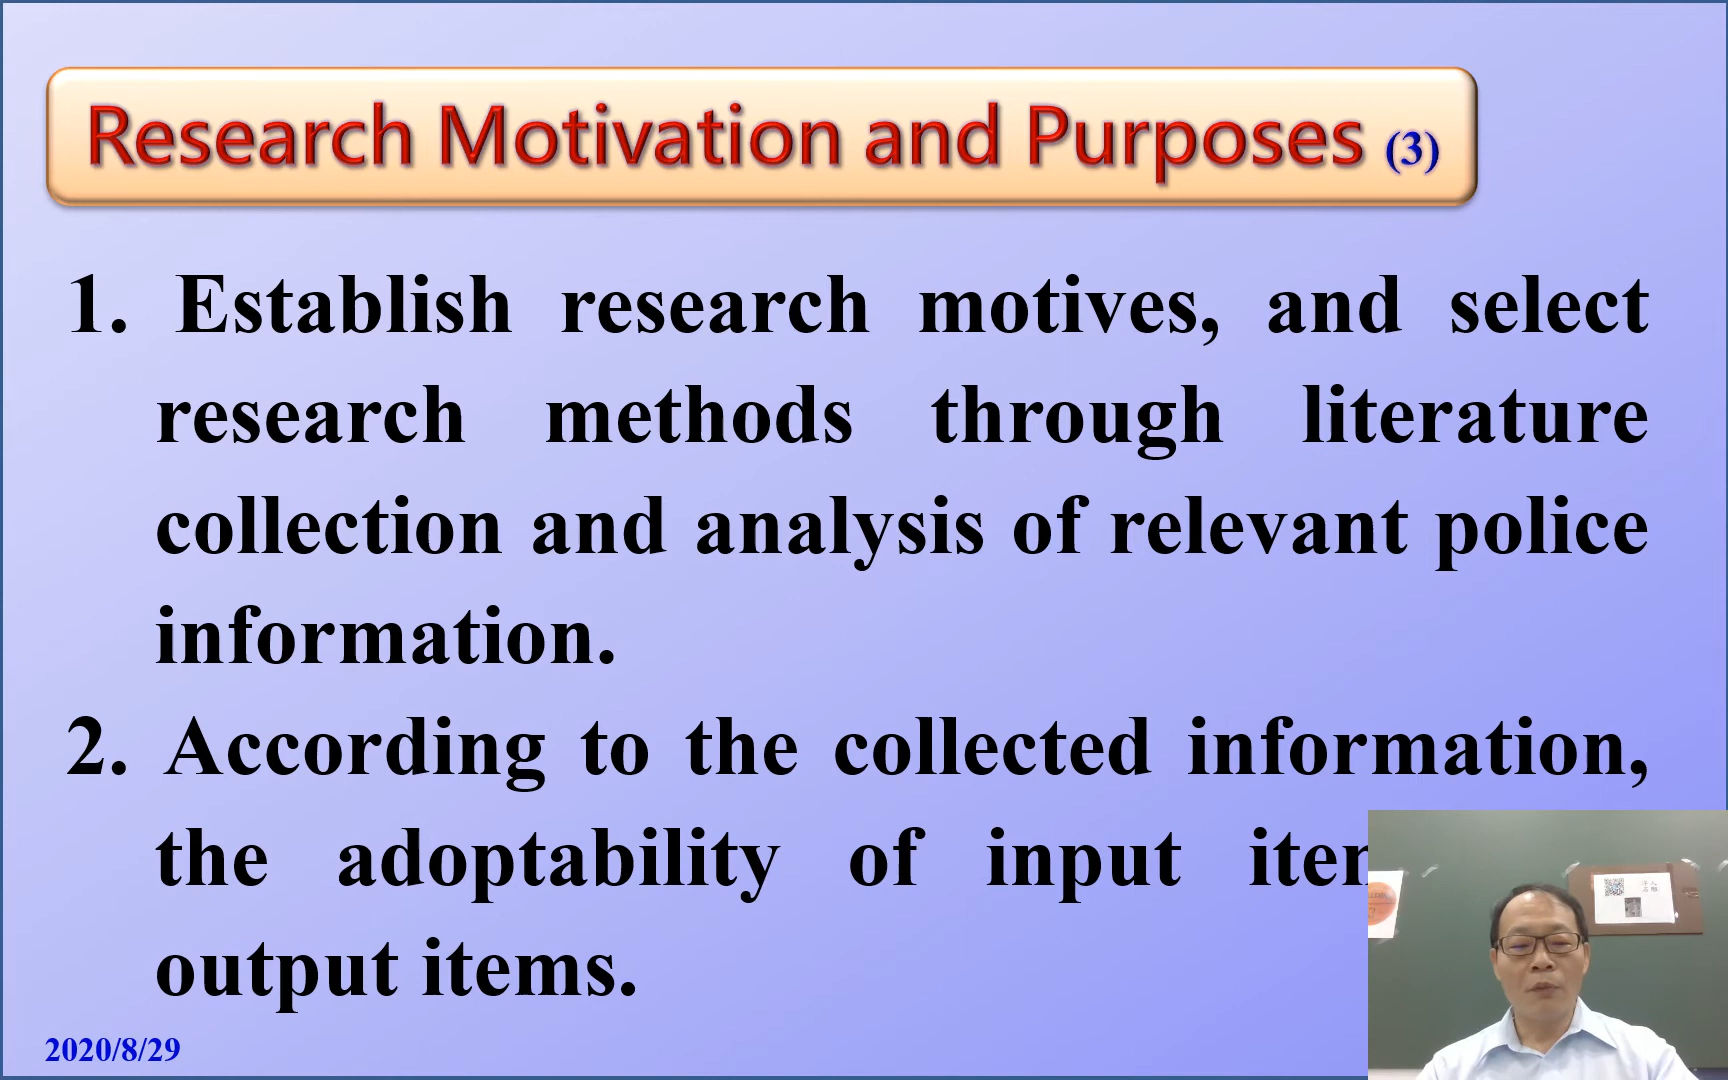 Research Motivation and Purposes (3)
1. Establish research motives, and select
research methods through literature
collection and analysis of relevant police
information.
2. According to the collected information,
the adoptability of input
output items.
2020/8/29